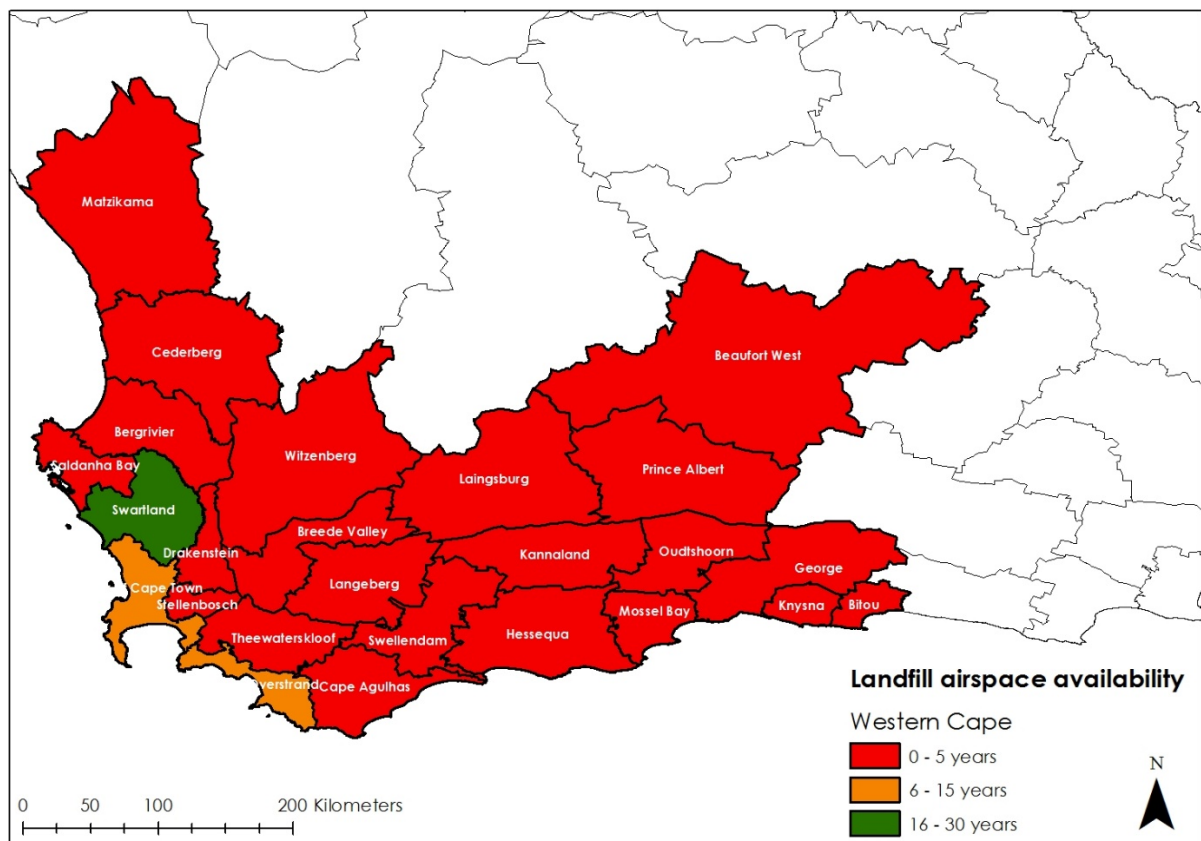 Matzikama
Cederberg
Beaufort West
Bergrivier
Witzenberg
Saldanha Bay
Prince Albert
Laingsburg
Swartland
Breede Valley
Drakenstein
Kannaland
Oudtshoorn
George
Langeberg
Cape Town
Stellenbosch
Mossel Bay
Knysna
Bitou
Theewaterskloof
Swellendam
Hessequa
Overstrand
Cape Agulhas
Landfill airspace availability
Western Cape
0 - 5 years
6 - 15 years
16 - 30 years
N
0 50 100 200 Kilometers